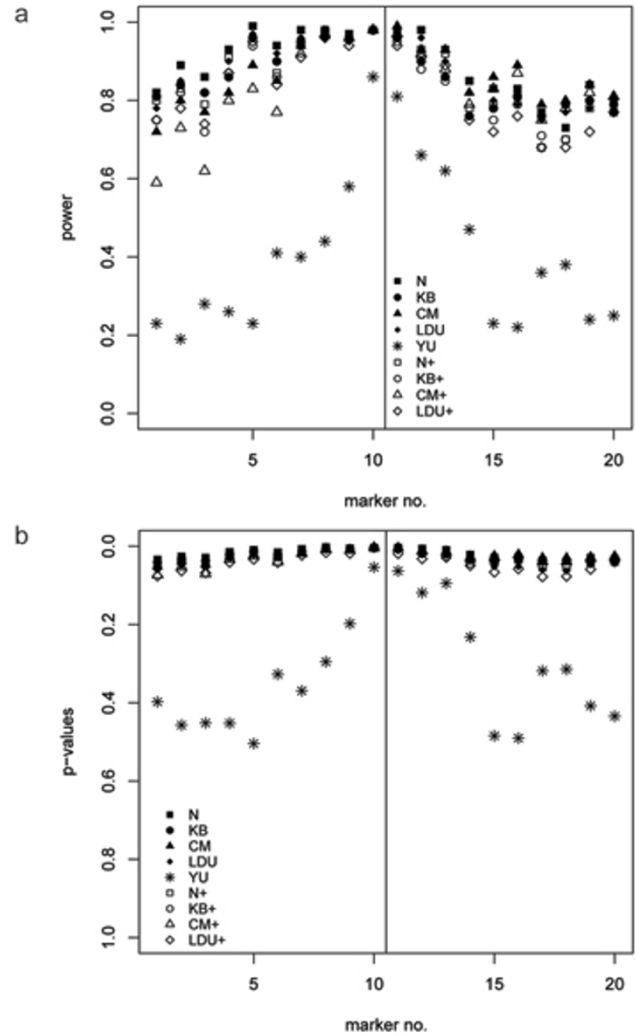 a
power
1.0
0.8
0.6
0.4
0.2
0.0
N
KB
CM
LDU
YU
N+
KB+
CM+
LDU+
5 10 15 20
marker no.
b
p-values
0.0
0.2
0.4
0.6
0.8
1.0
N
KB
CM
LDU
YU
N+
KB+
CM+
LDU+
5 10 15 20
marker no.